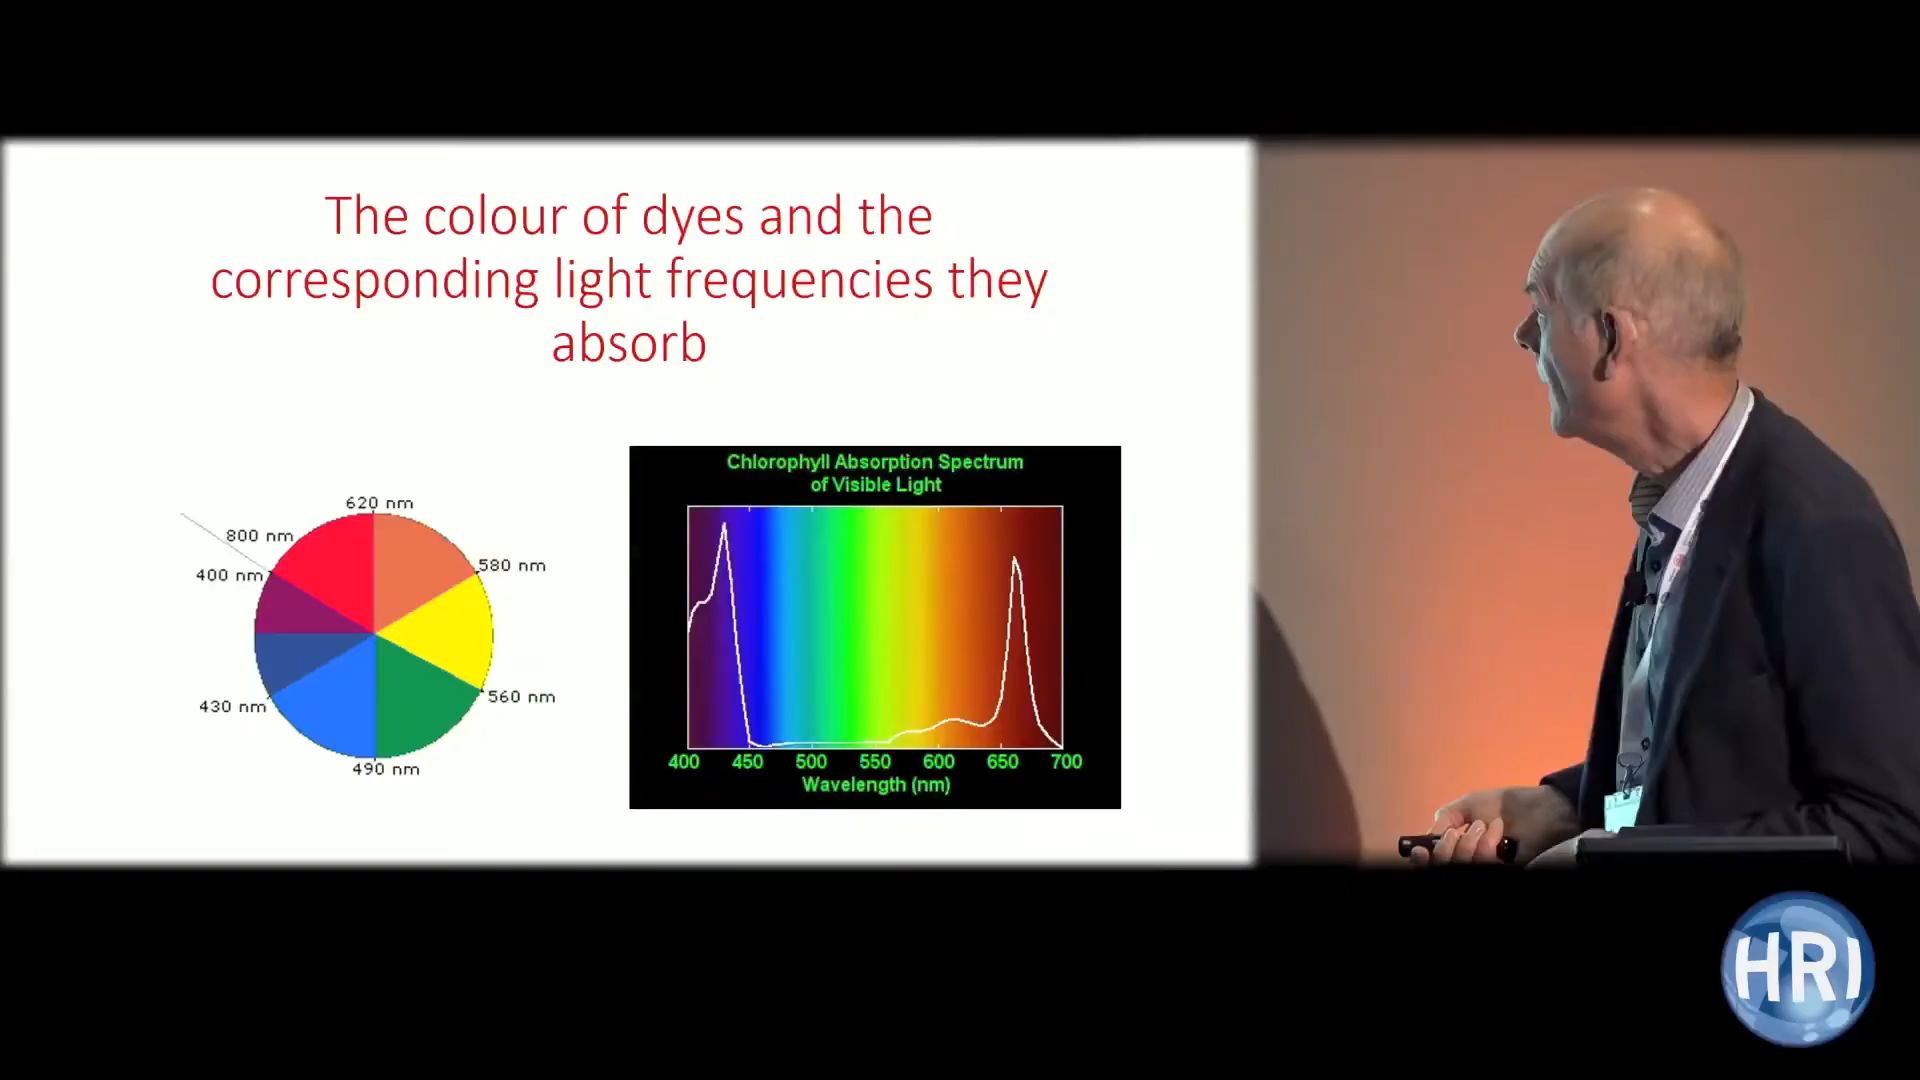 The colour of dyes and the
corresponding light frequencies they
absorb
620 nm
800 nm
580 nm
400 nm
560 nm
430 nm
490 nm
Chlorophyll Absorption Spectrum
of Visible Light
400 450 500 550 600 650 700
Wavelength (nm)
HRI